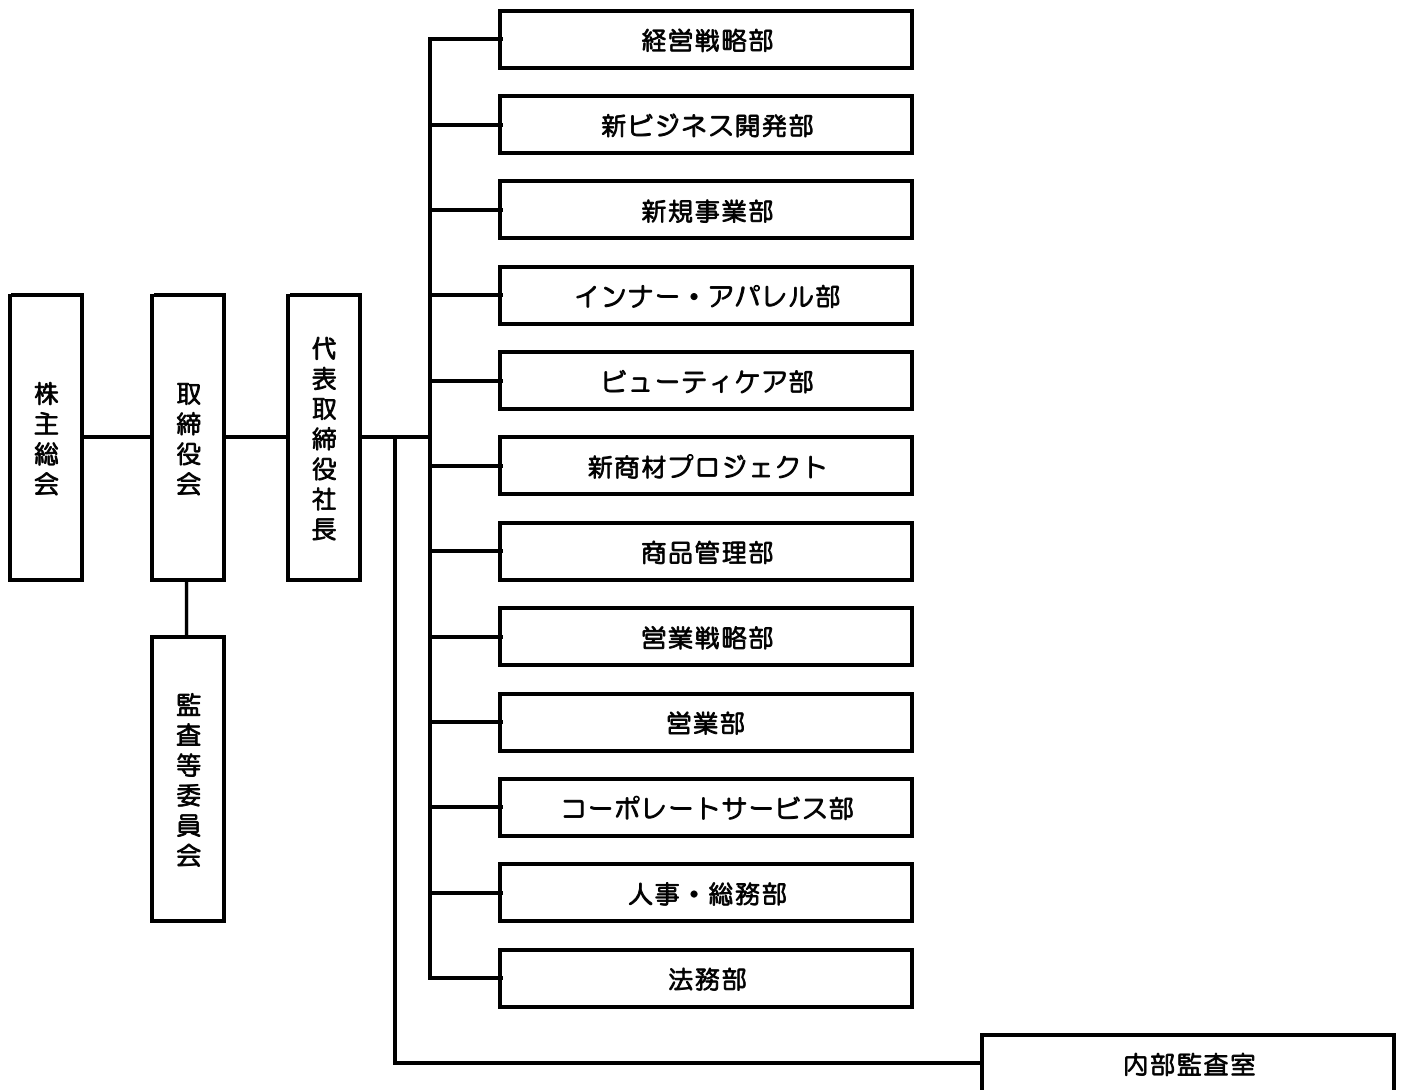 株主総会
取締役会
監査等委員会
代表取締役社長
経営戦略部
新ビジネス開発部
新規事業部
インナー・アパレル部
ビューティケア部
新商材プロジェクト
商品管理部
営業戦略部
営業部
コーポレートサービス部
人事・総務部
法務部
内部監査室